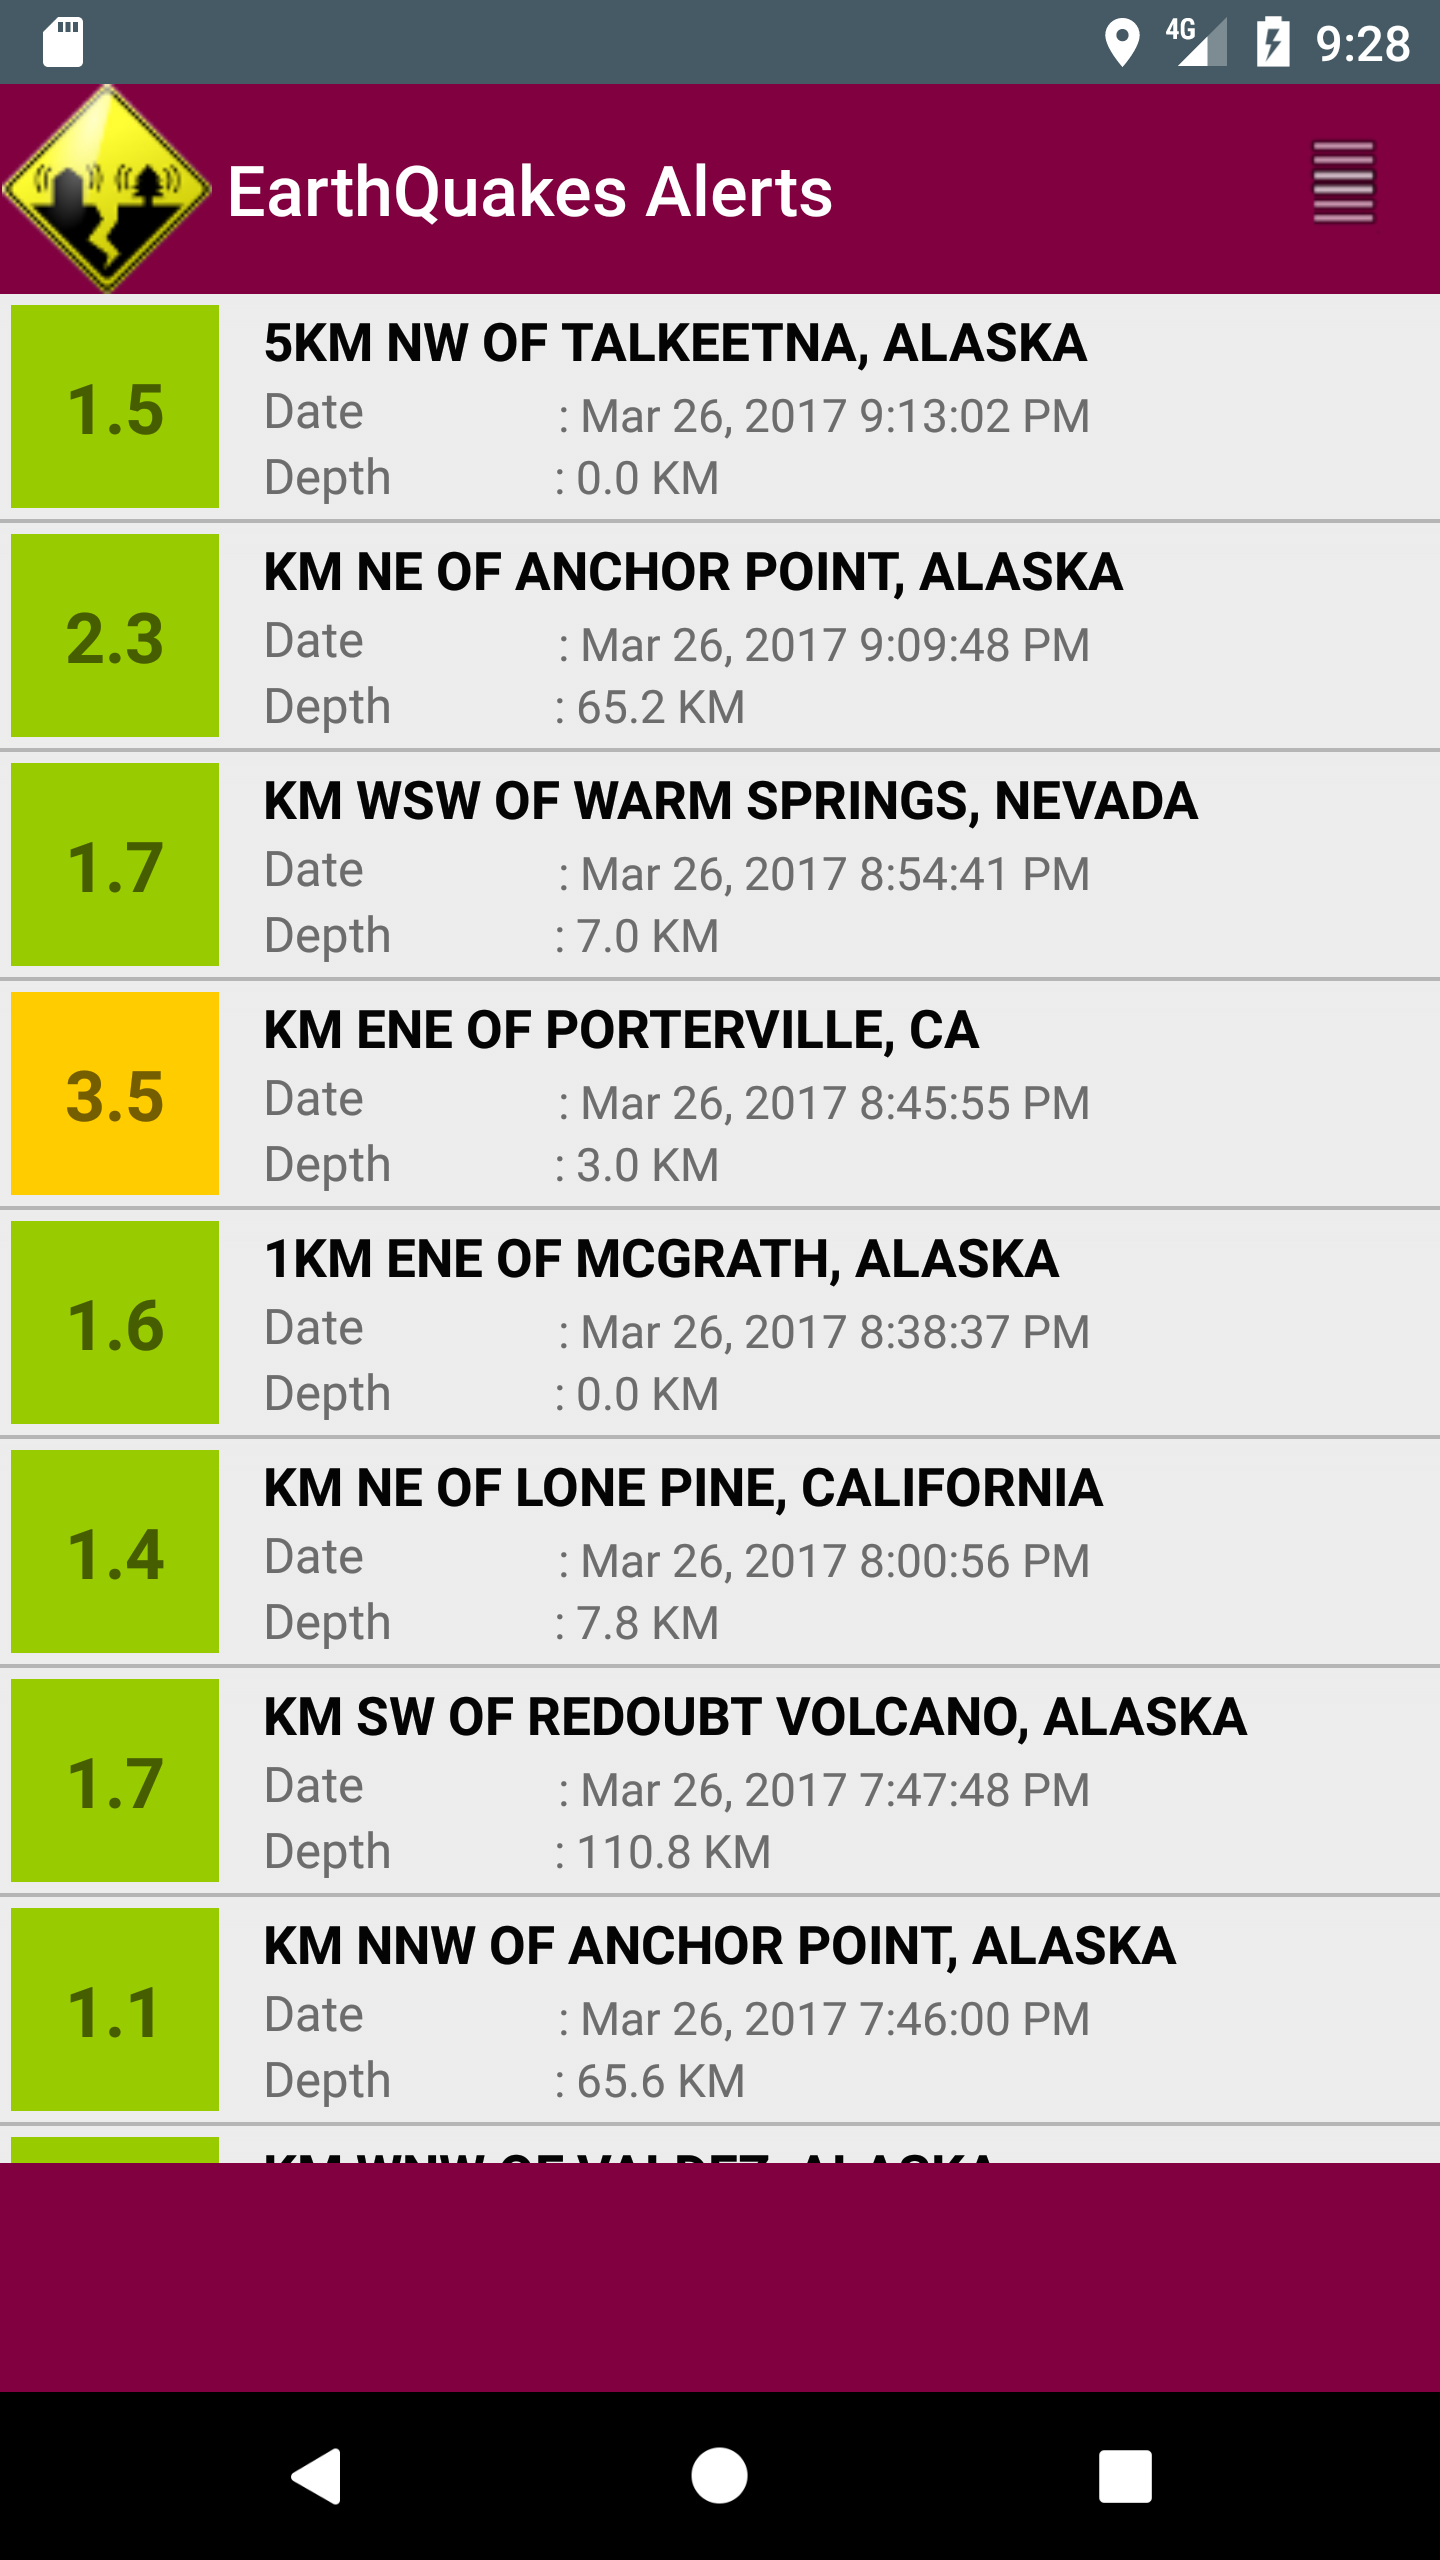 4G 9:28
EarthQuakes Alerts
5KM NW OF TALKEETNA, ALASKA
1.5
Date : Mar 26, 2017 9:13:02 PM
Depth : 0.0 KM
KM NE OF ANCHOR POINT, ALASKA
2.3
Date : Mar 26, 2017 9:09:48 PM
Depth : 65.2 KM
KM WSW OF WARM SPRINGS, NEVADA
1.7
Date : Mar 26, 2017 8:54:41 PM
Depth : 7.0 KM
KM ENE OF PORTERVILLE, CA
3.5
Date : Mar 26, 2017 8:45:55 PM
Depth : 3.0 KM
1KM ENE OF MCGRATH, ALASKA
1.6
Date : Mar 26, 2017 8:38:37 PM
Depth : 0.0 KM
KM NE OF LONE PINE, CALIFORNIA
1.4
Date : Mar 26, 2017 8:00:56 PM
Depth : 7.8 KM
KM SW OF REDOUBT VOLCANO, ALASKA
1.7
Date : Mar 26, 2017 7:47:48 PM
Depth : 110.8 KM
KM NNW OF ANCHOR POINT, ALASKA
1.1
Date : Mar 26, 2017 7:46:00 PM
Depth : 65.6 KM
KM WNW OF VALDEZ, ALASKA